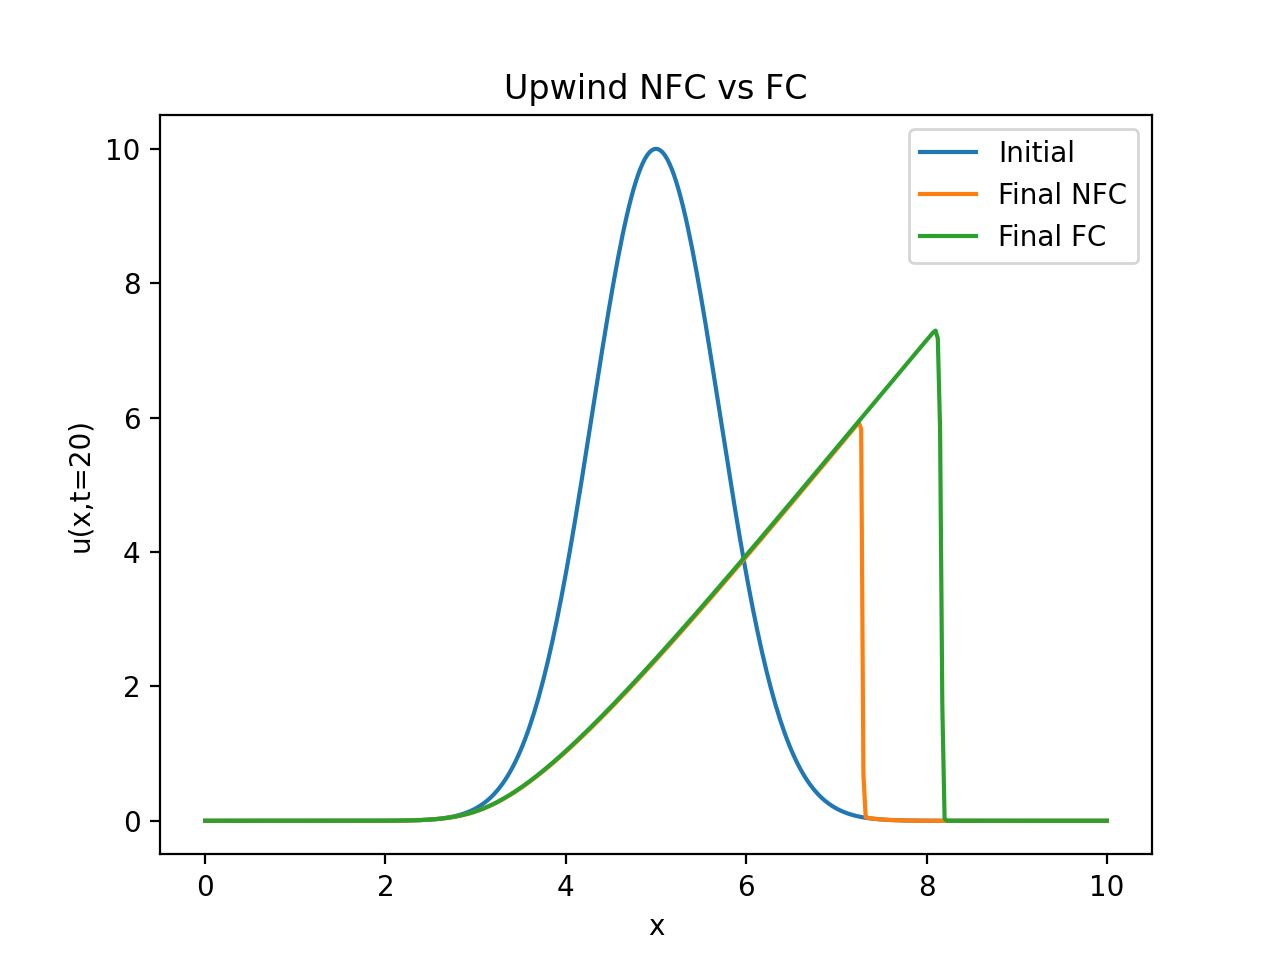 Upwind NFC vs FC
Initial
Final NFC
Final FC
u(x,t=20)
10
8
6
4
2
0
0 2 4 6 8 10
x